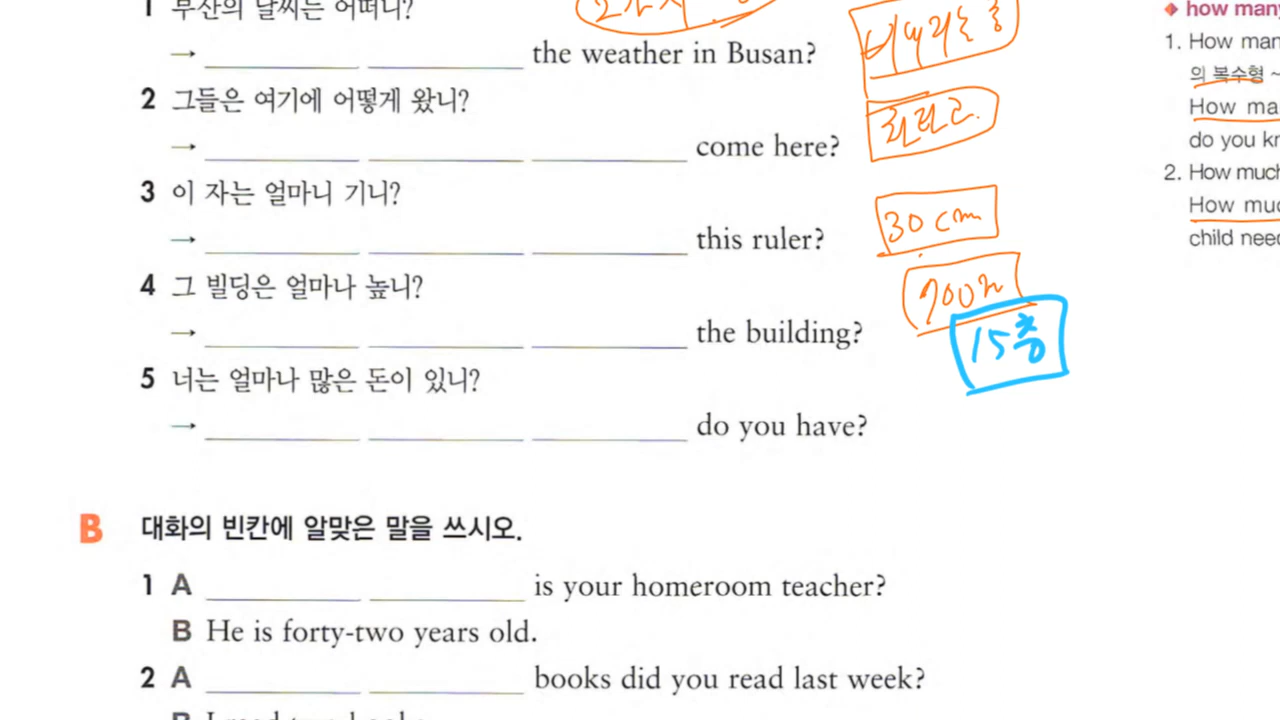 1 부산의 날씨는 어떠니?
→ the weather in Busan?
2 그들은 여기에 어떻게 왔니?
→ come here?
3 이 자는 얼마니 기니?
→ this ruler?
30cm
4 그 빌딩은 얼마나 높니?
→ the building?
15층
5 너는 얼마나 많은 돈이 있니?
→ do you have?
B 대화의 빈칸에 알맞은 말을 쓰시오.
1 A is your homeroom teacher?
B He is forty-two years old.
2 A books did you read last week?
◆ how many
1. How man
의 복수형 ~
How ma
do you kn
2. How much
How muc
child need